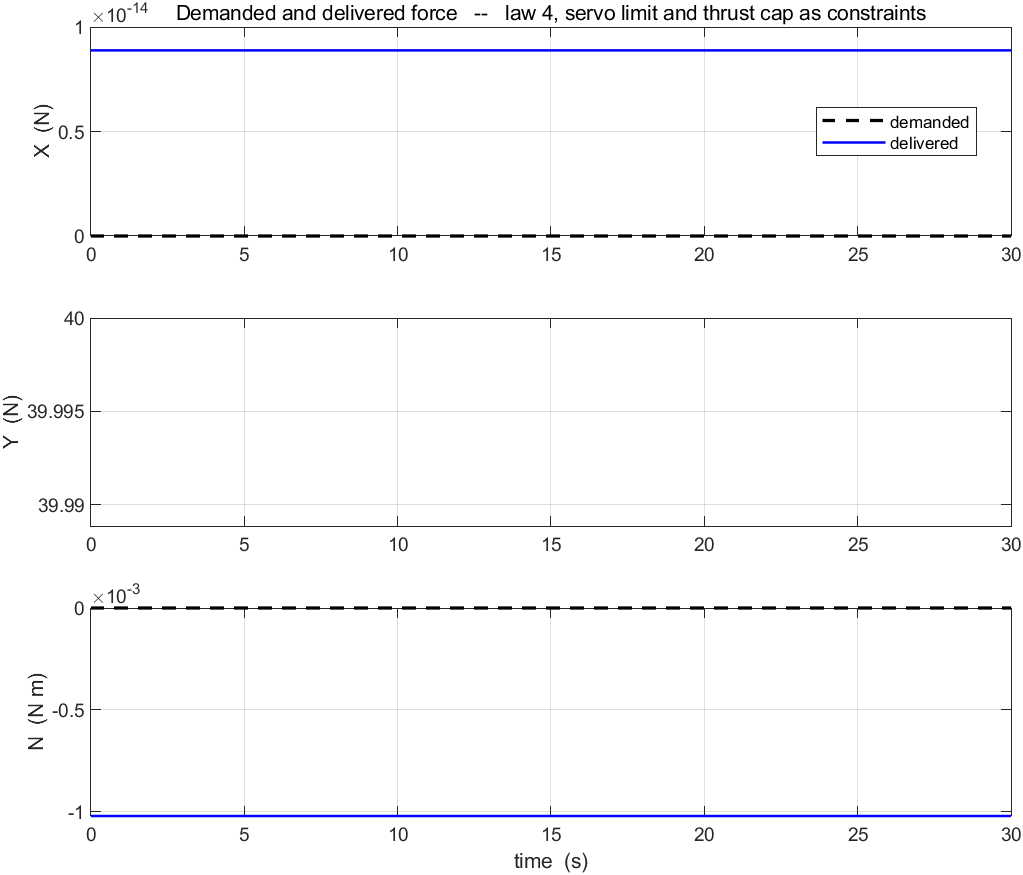 Demanded and delivered force -- law 4, servo limit and thrust cap as constraints
×10-14
1
0.5
0
X (N)
demanded
delivered
0 5 10 15 20 25 30
40
39.995
39.99
Y (N)
0 5 10 15 20 25 30
×10-3
0
-0.5
-1
N (N m)
0 5 10 15 20 25 30
time (s)